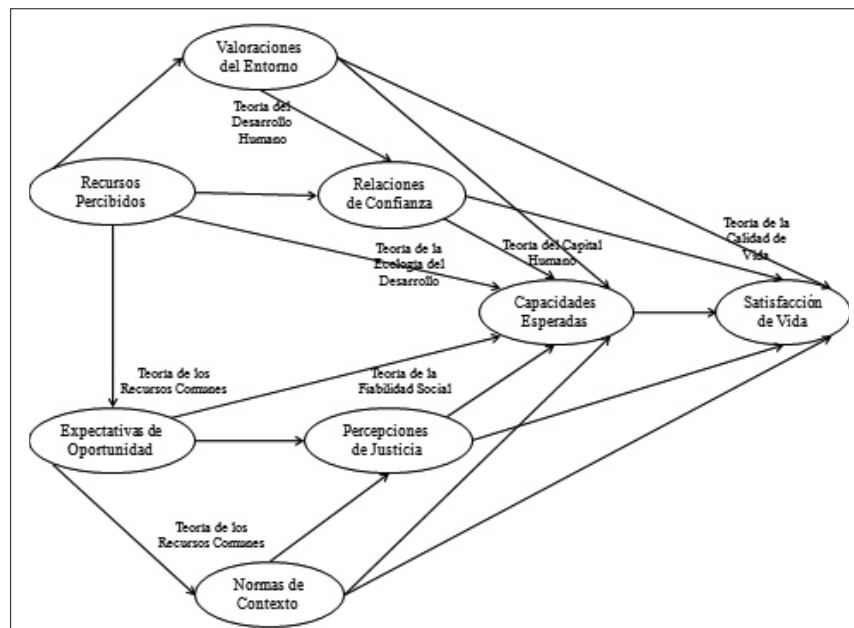 Valoraciones
del Entorno
Teoría del
Desarrollo
Humano
Recursos
Percibidos
Relaciones
de Confianza
Teoría de la
Calidad de
Vida
Teoría de la
Ecología del
Desarrollo
Teoría del Capital
Humano
Capacidades
Esperadas
Satisfacción
de Vida
Teoría de los
Recursos Comunes
Teoría de la
Fiabilidad Social
Expectativas de
Oportunidad
Percepciones
de Justicia
Teoría de los
Recursos Comunes
Normas de
Contexto